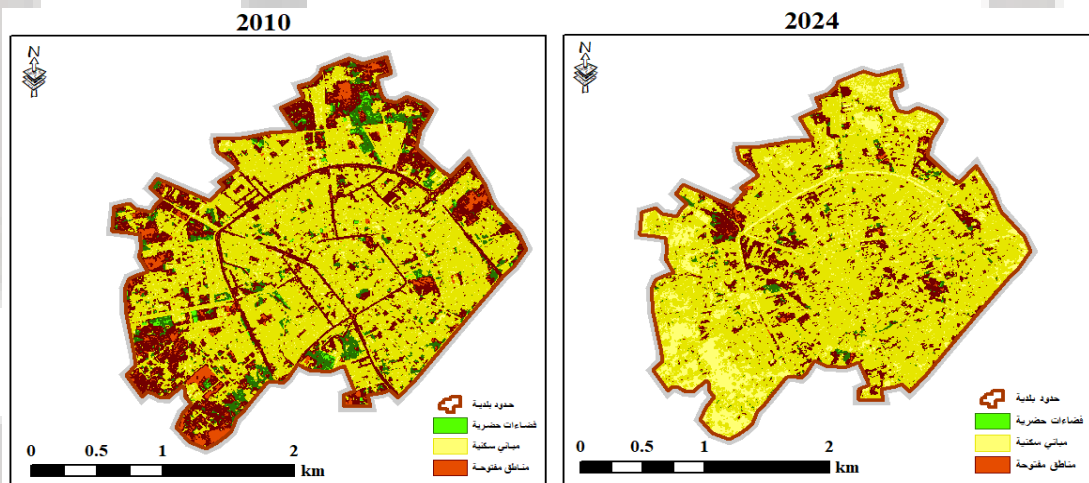 2010
N
حدود بلدية
فضاءات حضرية
مباني سكنية
مناطق مفتوحة
0 0.5 1 2
km
2024
N
حدود بلدية
فضاءات حضرية
مباني سكنية
مناطق مفتوحة
0 0.5 1 2
km